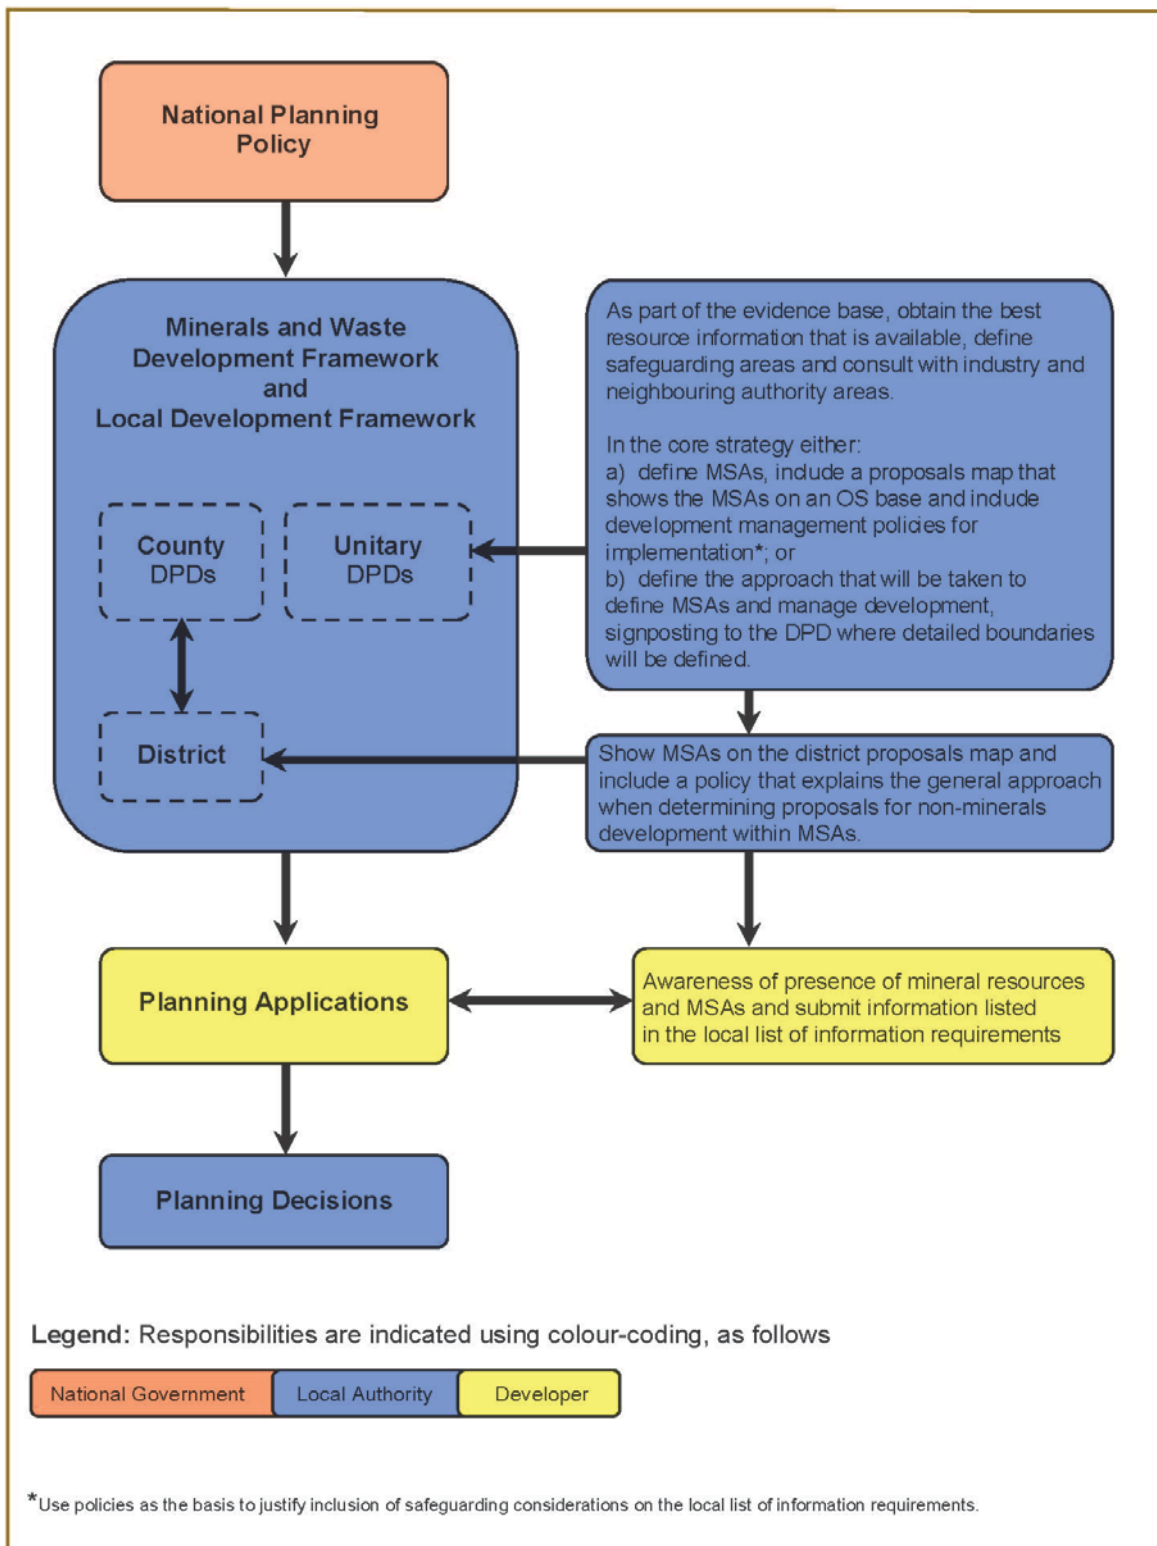 National Planning
Policy
Minerals and Waste
Development Framework
and
Local Development Framework
County
DPDs
Unitary
DPDs
District
As part of the evidence base, obtain the best
resource information that is available, define
safeguarding areas and consult with industry and
neighbouring authority areas.
In the core strategy either:
a) define MSAs, include a proposals map that
shows the MSAs on an OS base and include
development management policies for
implementation*; or
b) define the approach that will be taken to
define MSAs and manage development,
signposting to the DPD where detailed boundaries
will be defined.
Show MSAs on the district proposals map and
include a policy that explains the general approach
when determining proposals for non-minerals
development within MSAs.
Planning Applications
Awareness of presence of mineral resources
and MSAs and submit information listed
in the local list of information requirements
Planning Decisions
Legend: Responsibilities are indicated using colour-coding, as follows
National Government
Local Authority
Developer
*Use policies as the basis to justify inclusion of safeguarding considerations on the local list of information requirements.